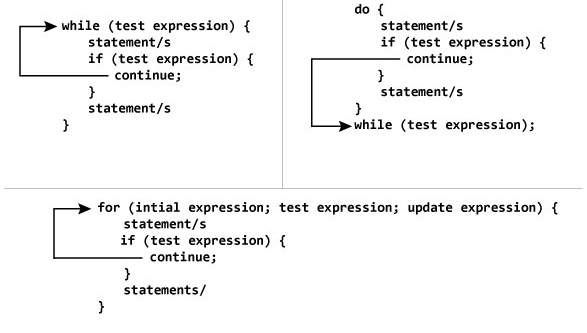 while (test expression) {
statement/s
if (test expression) {
continue;
}
statement/s
}
do {
statement/s
if (test expression) {
continue;
}
statement/s
}
while (test expression);
for (intial expression; test expression; update expression) {
statement/s
if (test expression) {
continue;
}
statements/
}